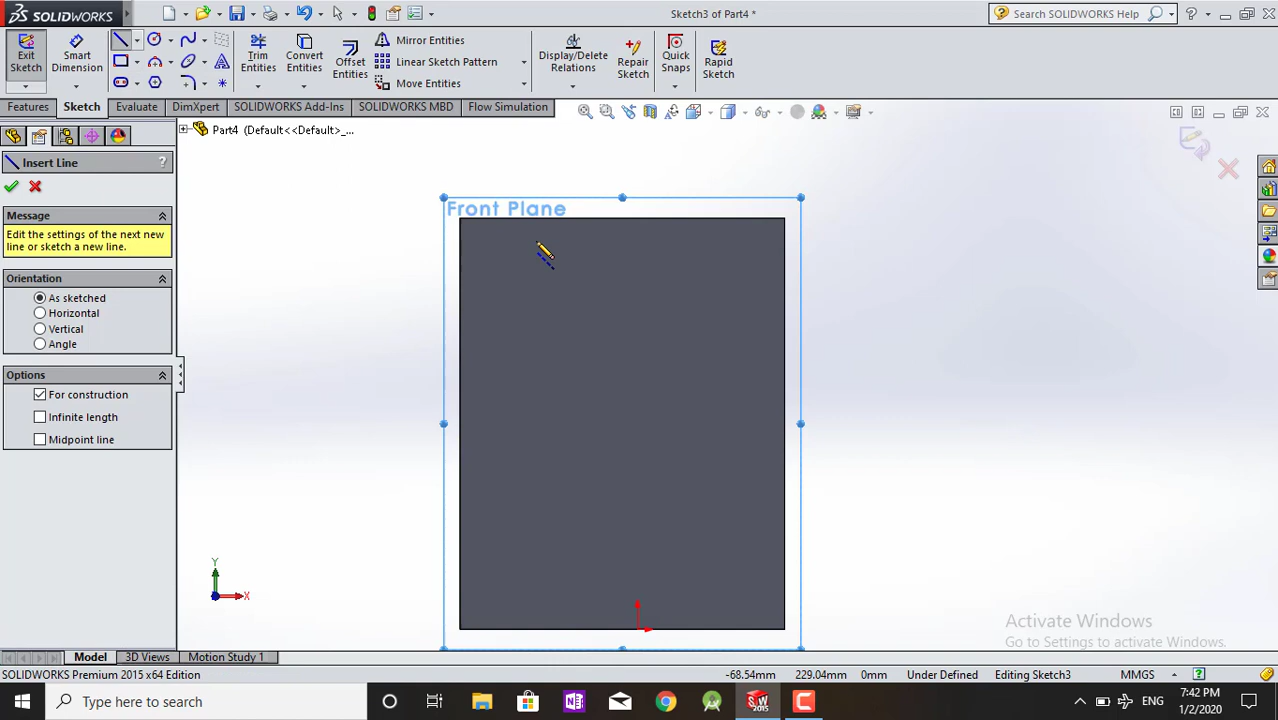 SOLIDWORKS
Sketch3 of Part4 *
Search SOLIDWORKS Help
Exit Sketch
Smart Dimension
Trim Entities
Convert Entities
Offset Entities
Mirror Entities
Linear Sketch Pattern
Move Entities
Display/Delete Relations
Repair Sketch
Quick Snaps
Rapid Sketch
Features
Sketch
Evaluate
DimXpert
SOLIDWORKS Add-Ins
SOLIDWORKS MBD
Flow Simulation
Part4 (Default<<Default>_...
Insert Line
?
Message
Edit the settings of the next new
line or sketch a new line.
Orientation
As sketched
Horizontal
Vertical
Angle
Options
For construction
Infinite length
Midpoint line
Front Plane
Y
X
Activate Windows
Go to Settings to activate Windows.
Model
3D Views
Motion Study 1
SOLIDWORKS Premium 2015 x64 Edition
-68.54mm
229.04mm
Under Defined
Editing Sketch3
MMGS
Type here to search
ENG
7:42 PM
1/2/2020